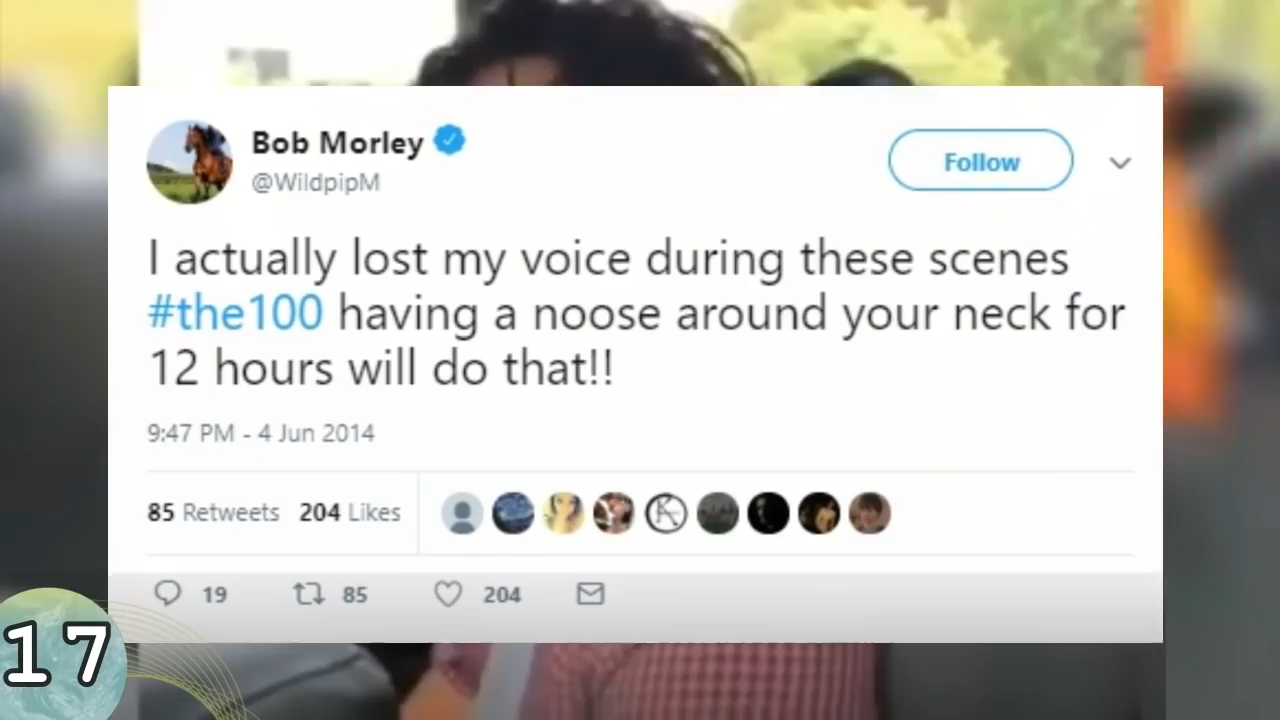 Bob Morley
@WildpipM
Follow
I actually lost my voice during these scenes
#the100 having a noose around your neck for
12 hours will do that!!
9:47 PM - 4 Jun 2014
85 Retweets 204 Likes
19 85 204
17